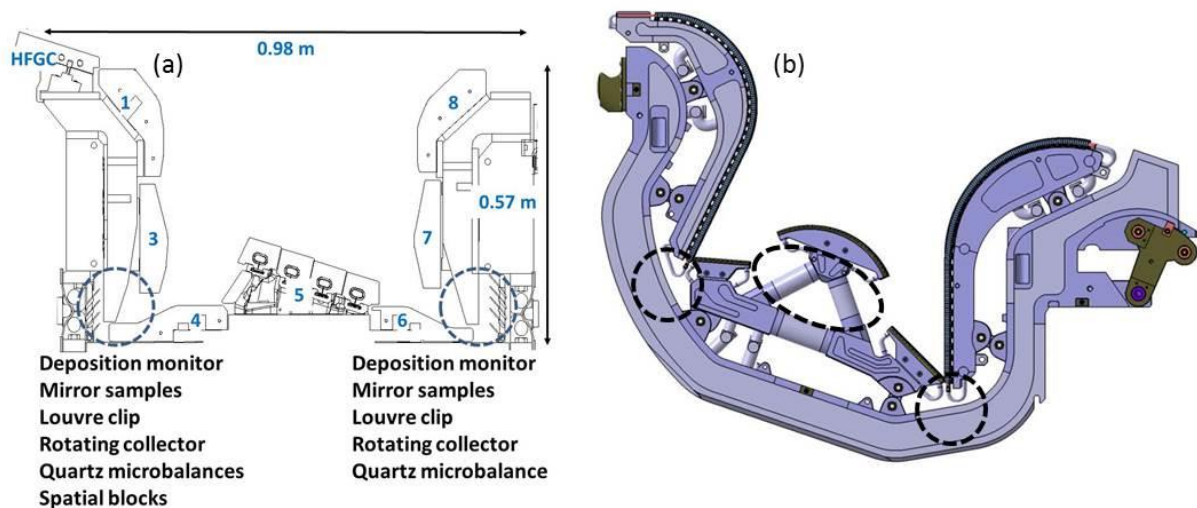 HFGC
(a)
0.98 m
(b)
1
8
0.57 m
3
7
5
4
6
Deposition monitor
Mirror samples
Louvre clip
Rotating collector
Quartz microbalances
Spatial blocks
Deposition monitor
Mirror samples
Louvre clip
Rotating collector
Quartz microbalance